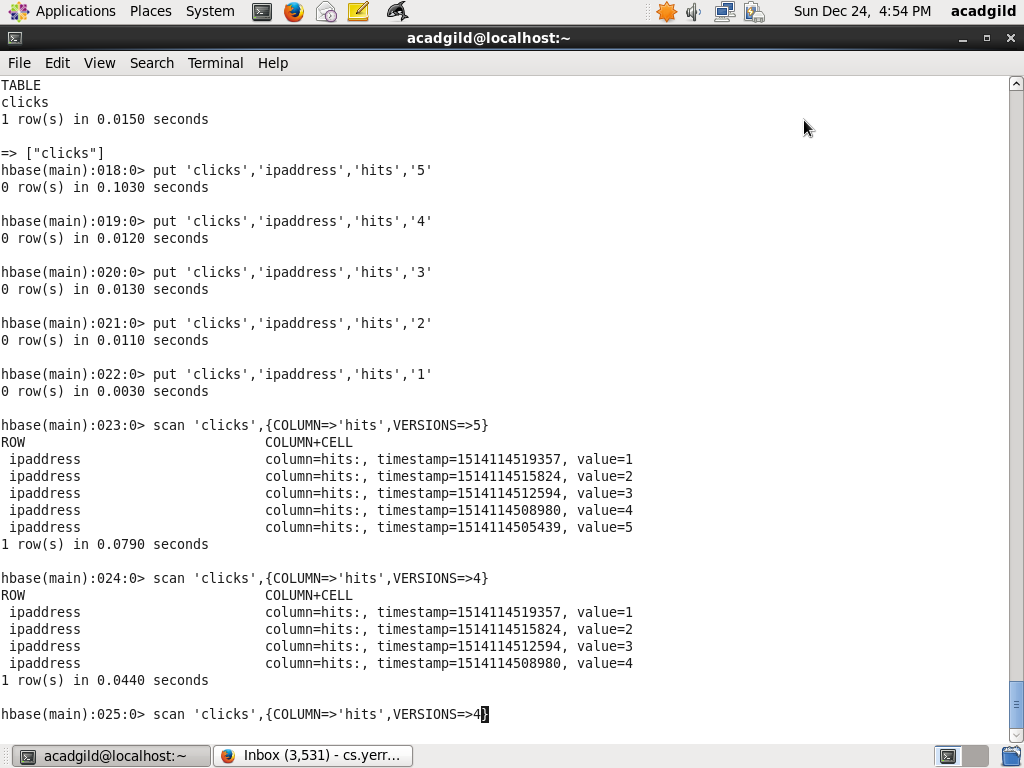 Applications Places System Sun Dec 24, 4:54 PM acadgild
acadgild@localhost:~
File Edit View Search Terminal Help
TABLE
clicks
1 row(s) in 0.0150 seconds
=> ["clicks"]
hbase(main):018:0> put 'clicks','ipaddress','hits','5'
0 row(s) in 0.1030 seconds
hbase(main):019:0> put 'clicks','ipaddress','hits','4'
0 row(s) in 0.0120 seconds
hbase(main):020:0> put 'clicks','ipaddress','hits','3'
0 row(s) in 0.0130 seconds
hbase(main):021:0> put 'clicks','ipaddress','hits','2'
0 row(s) in 0.0110 seconds
hbase(main):022:0> put 'clicks','ipaddress','hits','1'
0 row(s) in 0.0030 seconds
hbase(main):023:0> scan 'clicks',{COLUMN=>'hits',VERSIONS=>5}
ROW COLUMN+CELL
ipaddress column=hits:, timestamp=1514114519357, value=1
ipaddress column=hits:, timestamp=1514114515824, value=2
ipaddress column=hits:, timestamp=1514114512594, value=3
ipaddress column=hits:, timestamp=1514114508980, value=4
ipaddress column=hits:, timestamp=1514114505439, value=5
1 row(s) in 0.0790 seconds
hbase(main):024:0> scan 'clicks',{COLUMN=>'hits',VERSIONS=>4}
ROW COLUMN+CELL
ipaddress column=hits:, timestamp=1514114519357, value=1
ipaddress column=hits:, timestamp=1514114515824, value=2
ipaddress column=hits:, timestamp=1514114512594, value=3
ipaddress column=hits:, timestamp=1514114508980, value=4
1 row(s) in 0.0440 seconds
hbase(main):025:0> scan 'clicks',{COLUMN=>'hits',VERSIONS=>4}
acadgild@localhost:~ Inbox (3,531) - cs.yerr...